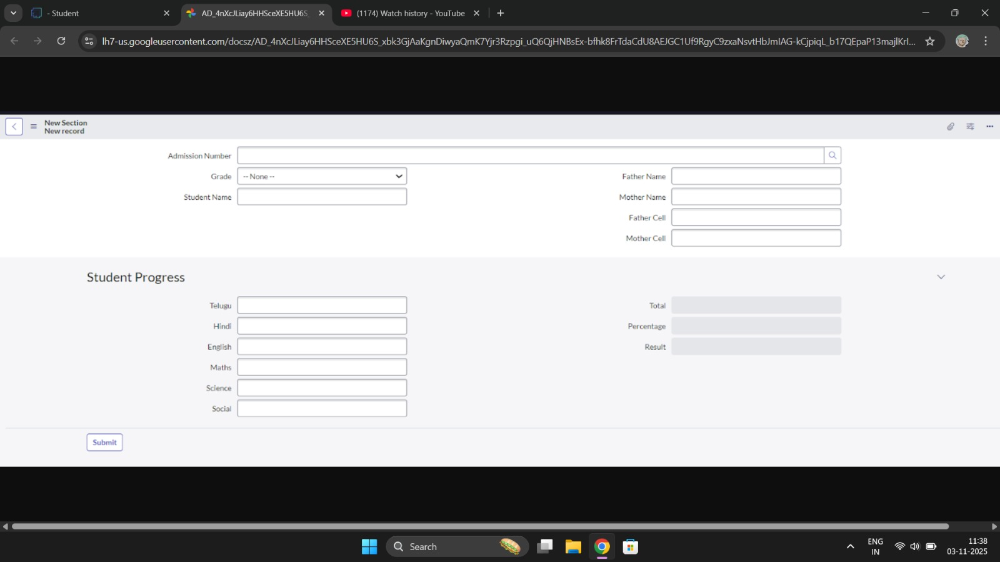 - Student
AD_4nXcJLiay6HHSceXE5HU6S_
(1174) Watch history - YouTube
lh7-us.googleusercontent.com/docsz/AD_4nXcJLiay6HHSceXE5HU6S_xbk3GjAaKgnDiwyaQmK7Yjr3Rzpgi_uQ6QjHNBsEx-bfhk8FrTdaCdU8AEJGC1Uf9RgyC9zxaNsvtHbJmIAG-kCjpiqL_b17QEpaP13majlKrl...
New Section
New record
Admission Number
Grade -- None -- Father Name
Student Name Mother Name
Father Cell
Mother Cell
Student Progress
Telugu Total
Hindi Percentage
English Result
Maths
Science
Social
Submit
Search
ENG 11:38
IN 03-11-2025